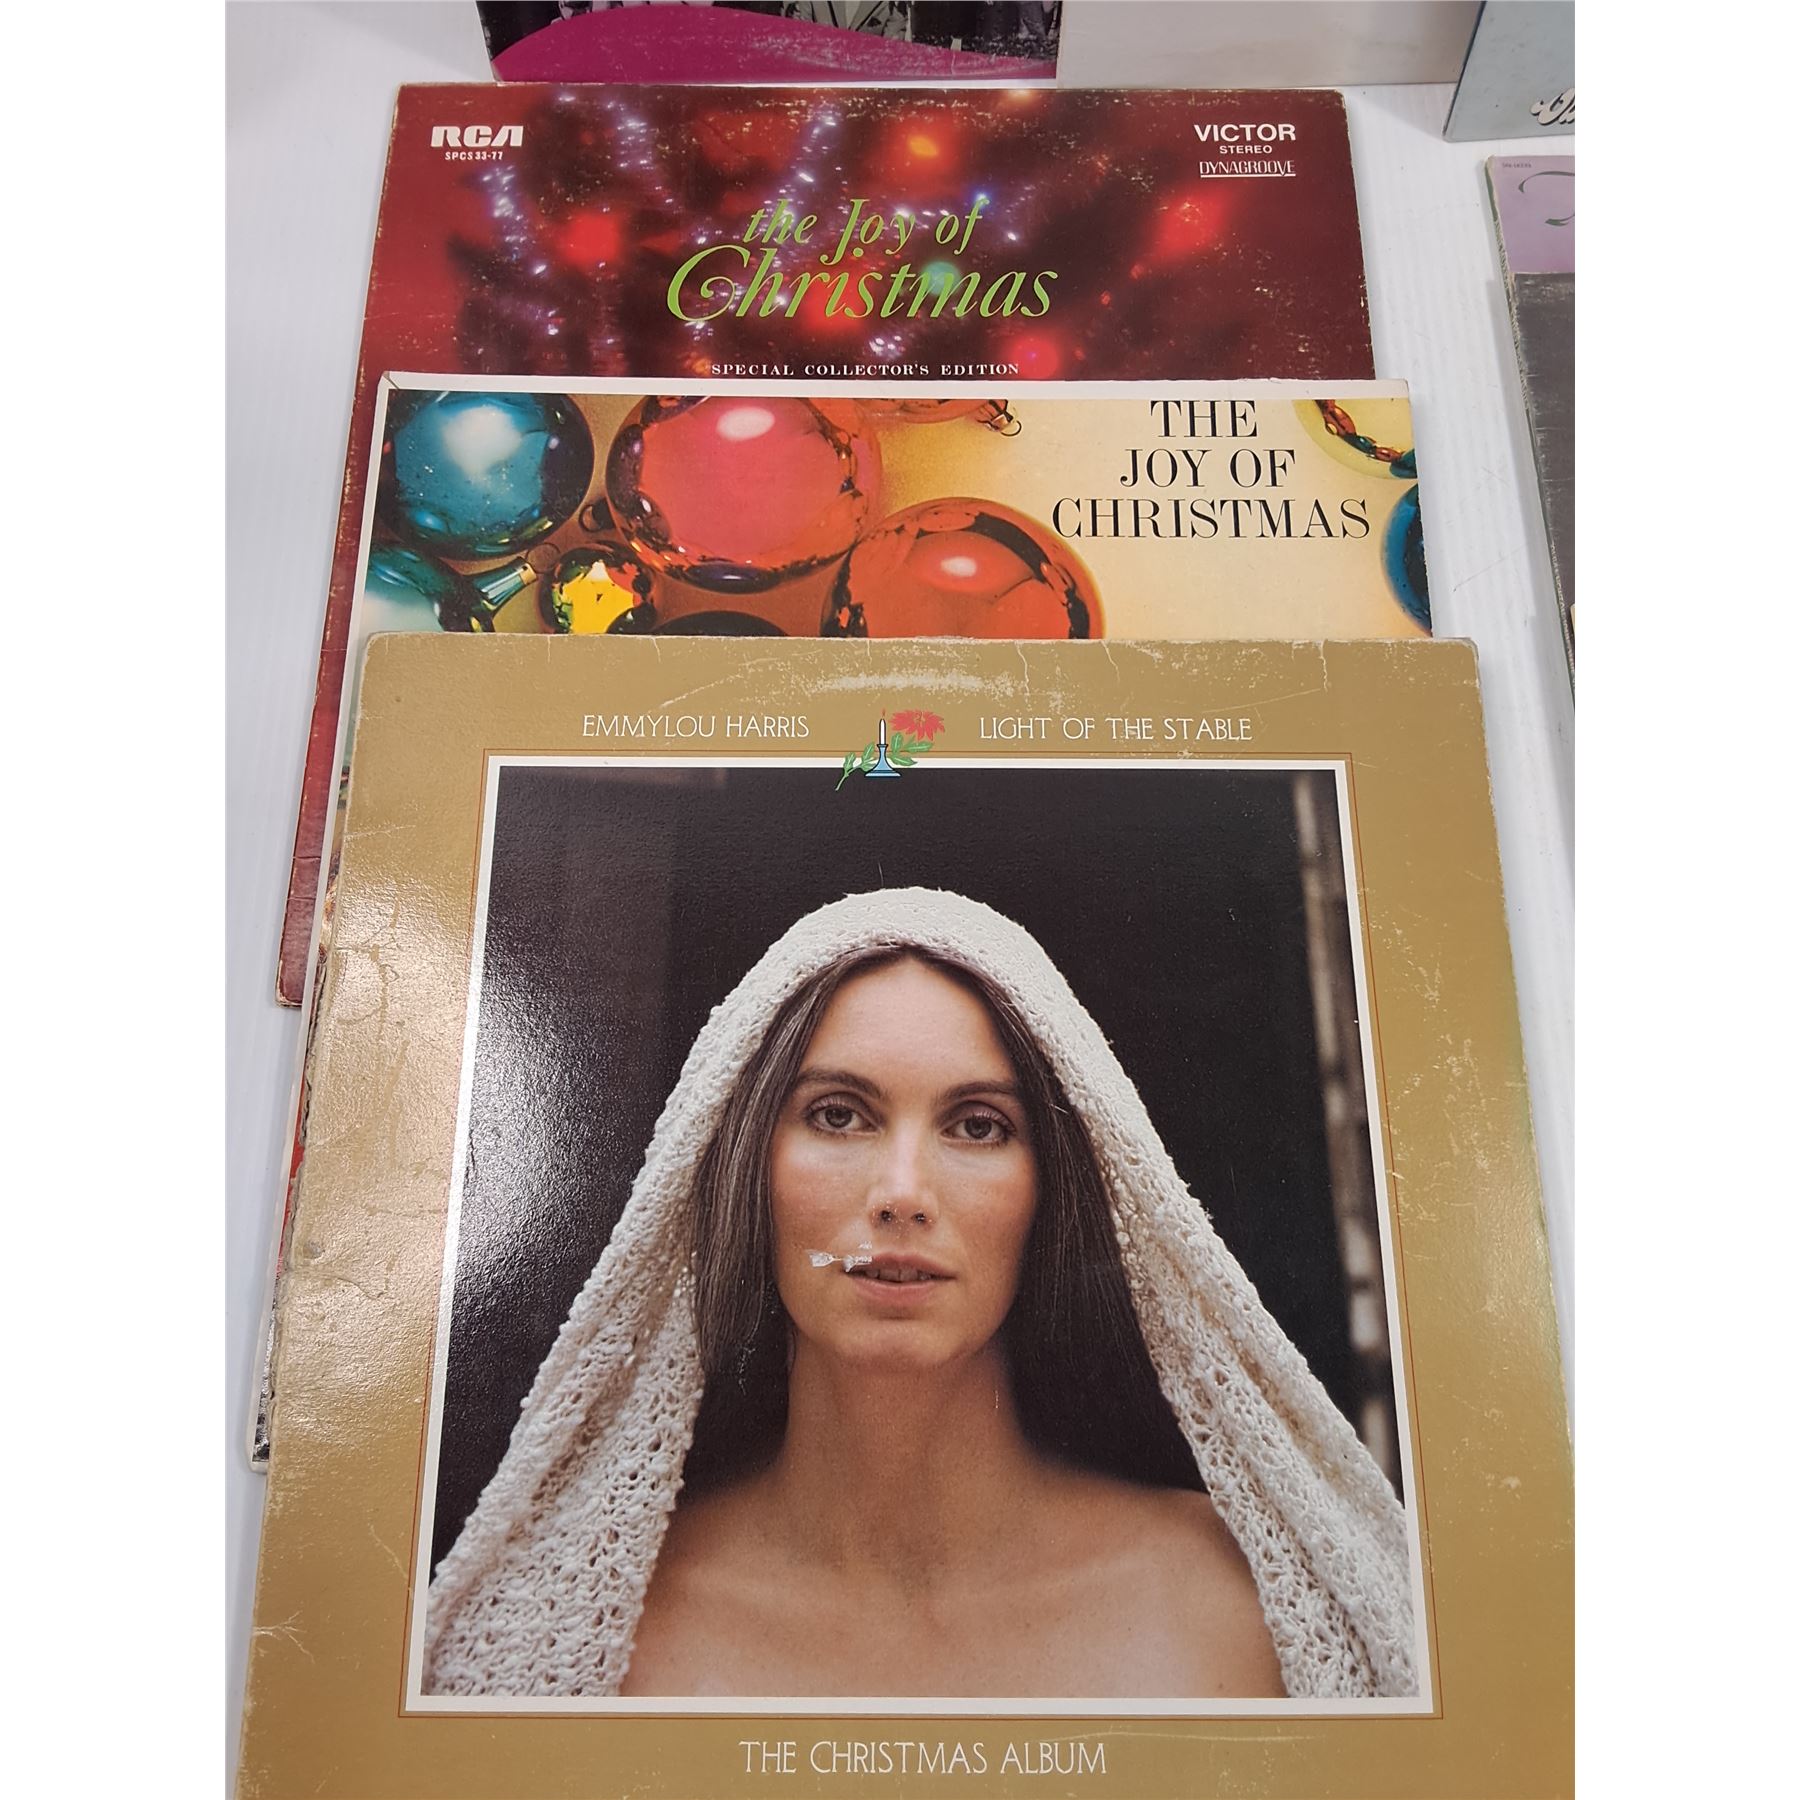 RCA
SPCS 33-77
VICTOR
STEREO
DYNAGROOVE
the Joy of
Christmas
SPECIAL COLLECTOR'S EDITION
THE
JOY OF
CHRISTMAS
EMMYLOU HARRIS
LIGHT OF THE STABLE
THE CHRISTMAS ALBUM